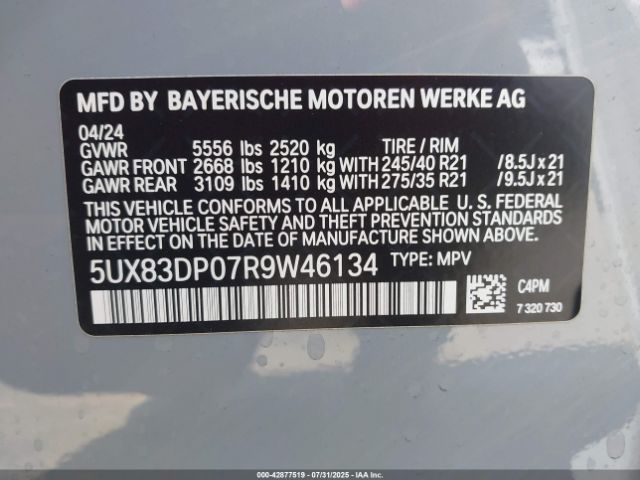 MFD BY BAYERISCHE MOTOREN WERKE AG
04/24
GVWR 5556 lbs 2520 kg TIRE / RIM
GAWR FRONT 2668 lbs 1210 kg WITH 245/40 R21 /8.5J x 21
GAWR REAR 3109 lbs 1410 kg WITH 275/35 R21 /9.5J x 21
THIS VEHICLE CONFORMS TO ALL APPLICABLE U. S. FEDERAL
MOTOR VEHICLE SAFETY AND THEFT PREVENTION STANDARDS
IN EFFECT ON THE DATE OF MANUFACTURE SHOWN ABOVE.
5UX83DP07R9W46134 TYPE: MPV
C4PM
7 320 730
000-42877519 | 07/31/2025 | IAAI.COM